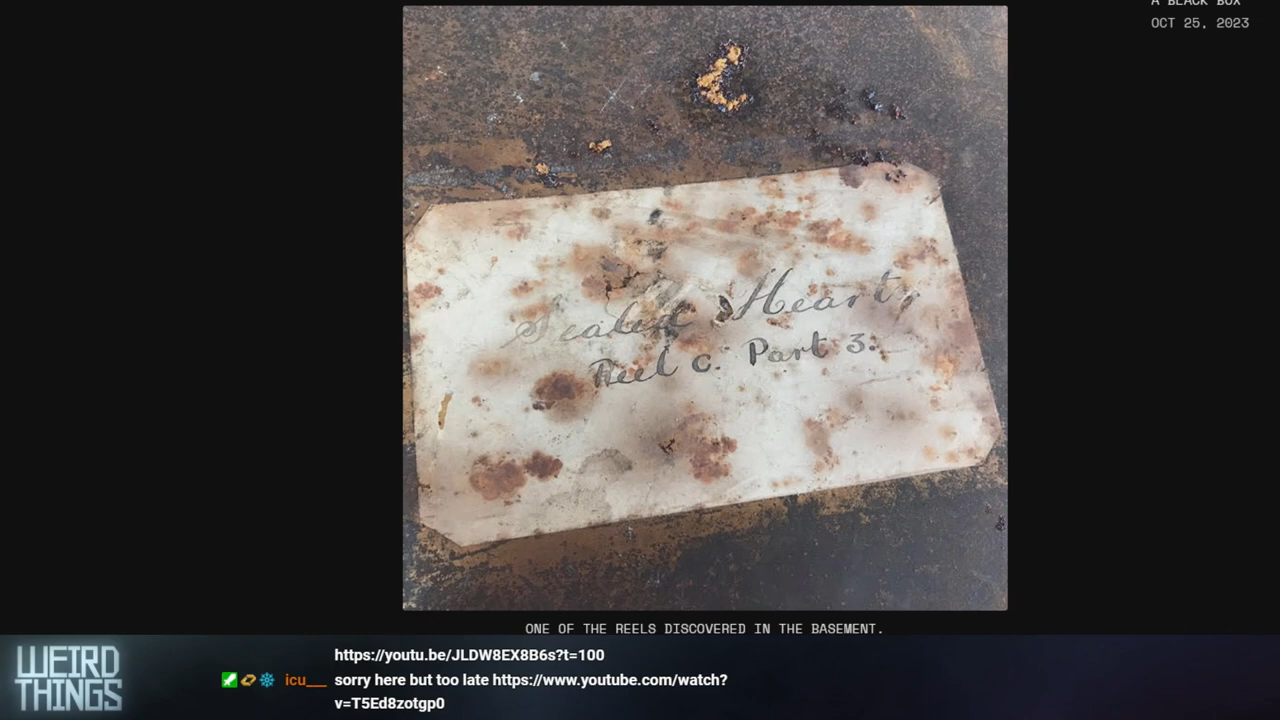 A BLACK BOX
OCT 25, 2023
Sealed Hearts
Reel C. Part 3.
ONE OF THE REELS DISCOVERED IN THE BASEMENT.
WEIRD
THINGS
https://youtu.be/JLDW8EX8B6s?t=100
icu___ sorry here but too late https://www.youtube.com/watch?
v=T5Ed8zotgp0